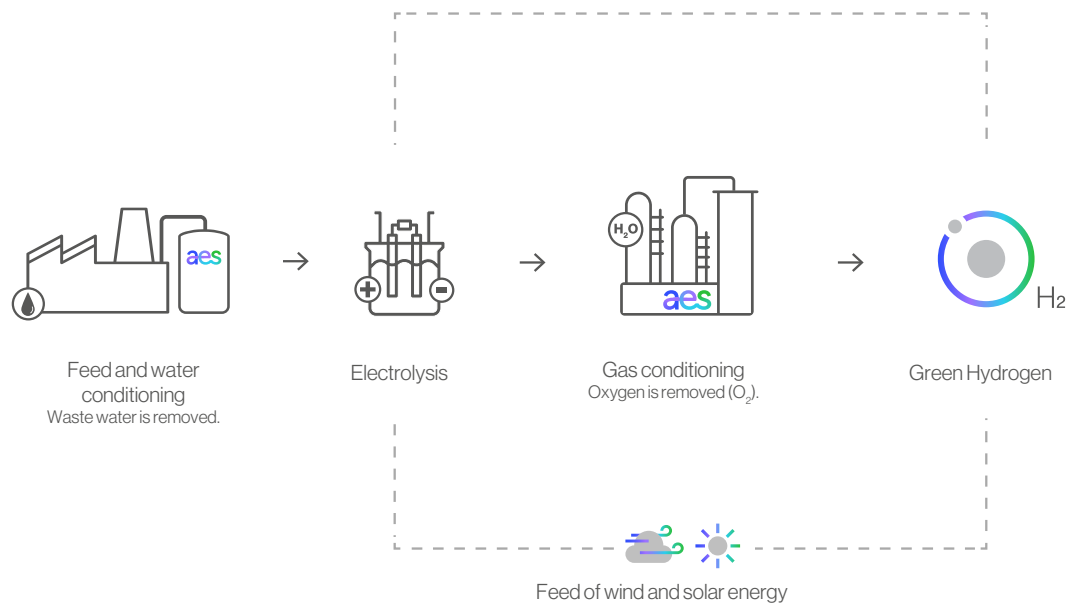 aes
H₂O
aes
H₂
Feed and water
conditioning
Waste water is removed.
Electrolysis
Gas conditioning
Oxygen is removed (O₂).
Green Hydrogen
Feed of wind and solar energy